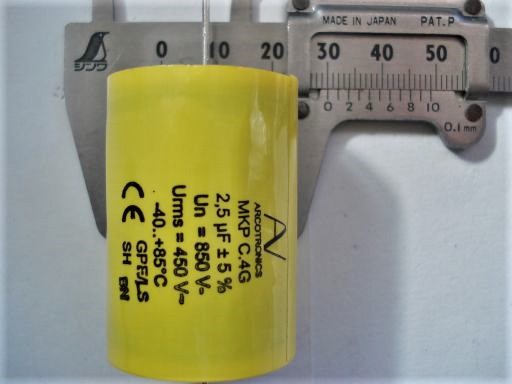 MADE IN JAPAN PAT.P
シンワ
0 10 20 30 40 50 0
0 2 4 6 8 10
0.1 mm
ARCOTRONICS
MKP C.4G
2,5 µF ± 5 %
Un = 850 V
Urms = 450 V~
-40..+85°C
GPF/LS
CE SH